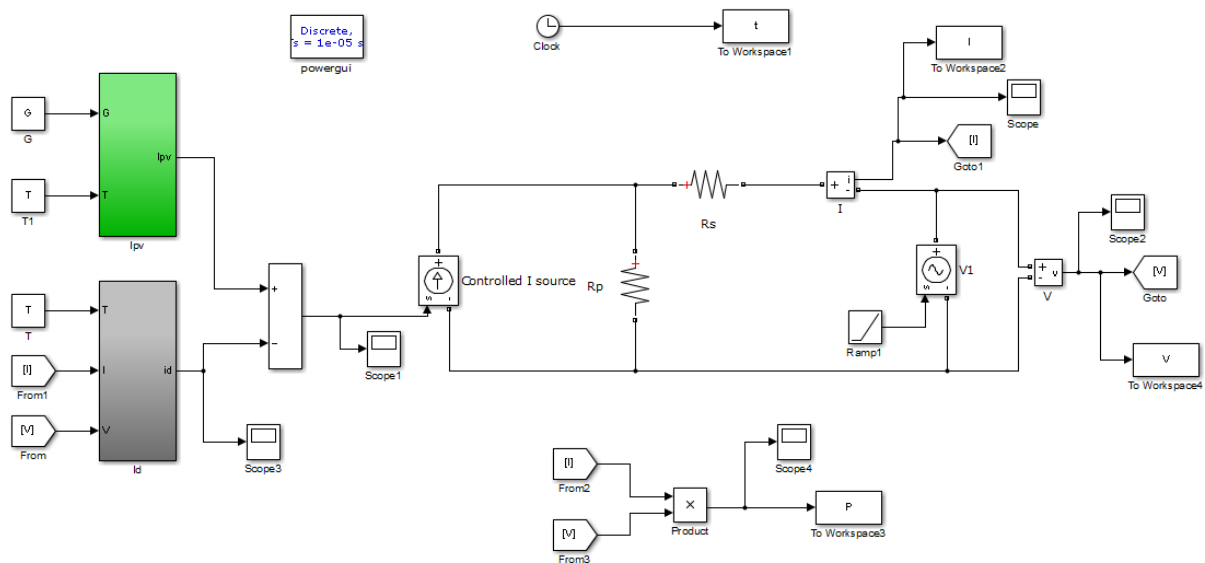 Discrete,
s = 1e-05 s
powergui
Clock
t
To Workspace1
I
To Workspace2
Scope
[I]
Goto1
G
G
G
Ipv
T
T1
T
Ipv
Rs
+
i
-
I
+
s
-
Controlled I source
+
Rp
+
s
-
V1
Ramp1
+
-
v
V
Scope2
[V]
Goto
V
To Workspace4
T
T
T
[I]
From1
I
id
[V]
From
V
Id
+
−
Scope1
Scope3
[I]
From2
[V]
From3
×
Product
Scope4
P
To Workspace3